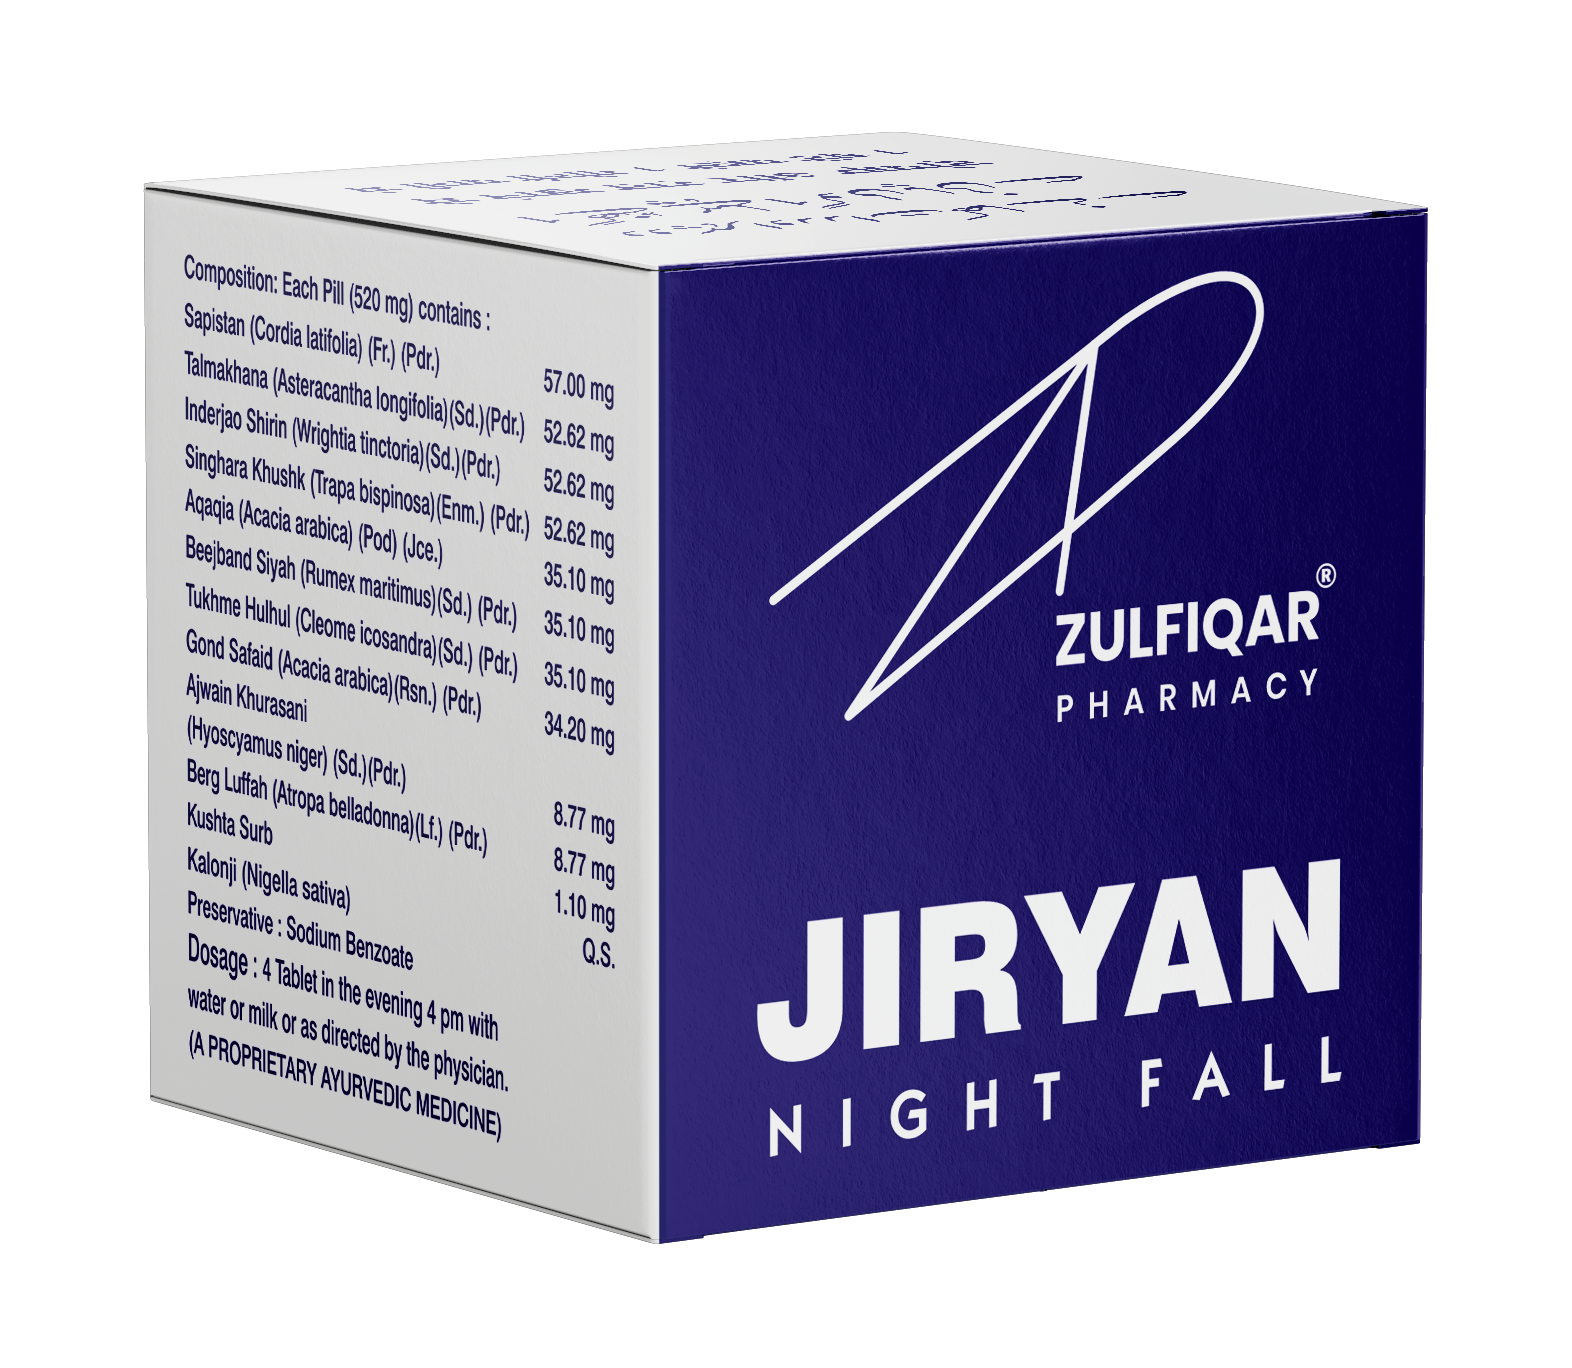 Composition: Each Pill (520 mg) contains :
Sapistan (Cordia latifolia) (Fr.) (Pdr.) 57.00 mg
Talmakhana (Asteracantha longifolia)(Sd.)(Pdr.) 52.62 mg
Inderjao Shirin (Wrightia tinctoria)(Sd.)(Pdr.) 52.62 mg
Singhara Khushk (Trapa bispinosa)(Enm.) (Pdr.) 52.62 mg
Aqaqia (Acacia arabica) (Pod) (Jce.) 35.10 mg
Beejband Siyah (Rumex maritimus)(Sd.) (Pdr.) 35.10 mg
Tukhme Hulhul (Cleome icosandra)(Sd.) (Pdr.) 35.10 mg
Gond Safaid (Acacia arabica)(Rsn.) (Pdr.) 34.20 mg
Ajwain Khurasani
(Hyoscyamus niger) (Sd.)(Pdr.) 8.77 mg
Berg Luffah (Atropa belladonna)(Lf.) (Pdr.) 8.77 mg
Kushta Surb 1.10 mg
Kalonji (Nigella sativa) Q.S.
Preservative : Sodium Benzoate
Dosage : 4 Tablet in the evening 4 pm with
water or milk or as directed by the physician.
(A PROPRIETARY AYURVEDIC MEDICINE)
ZULFIQAR®
PHARMACY
JIRYAN
NIGHT FALL